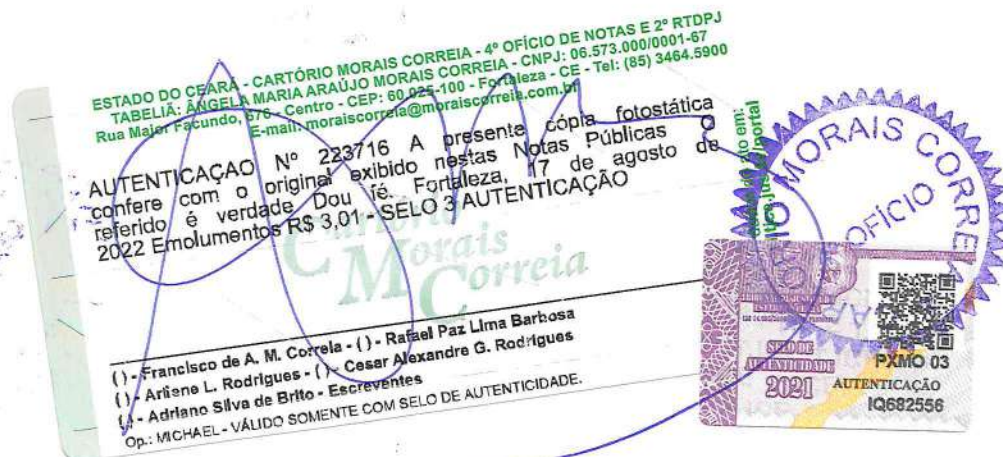 ESTADO DO CEARÁ - CARTÓRIO MORAIS CORREIA - 4º OFÍCIO DE NOTAS E 2º RTDPJ
TABELIÃ: ÂNGELA MARIA ARAÚJO MORAIS CORREIA - CNPJ: 06.573.000/0001-67
Rua Major Facundo, 676 - Centro - CEP: 60.025-100 - Fortaleza - CE - Tel: (85) 3464.5900
E-mail: moraiscorreia@moraiscorreia.com.br
AUTENTICAÇAO Nº 223716 A presente cópia fotostática
confere com o original exibido nestas Notas Públicas O
referido é verdade Dou fé. Fortaleza, 17 de agosto de
2022 Emolumentos R$ 3,01 - SELO 3 AUTENTICAÇÃO
Cartório
Morais
Correia
( ) - Francisco de A. M. Correia - ( ) - Rafael Paz Lima Barbosa
( ) - Arliene L. Rodrigues - ( ) - Cesar Alexandre G. Rodrigues
( ) - Adriano Silva de Brito - Escreventes
Op.: MICHAEL - VÁLIDO SOMENTE COM SELO DE AUTENTICIDADE.
MORAIS CORREIA
OFÍCIO
SELO DE
AUTENTICIDADE
2021
PXMO 03
AUTENTICAÇÃO
IQ682556